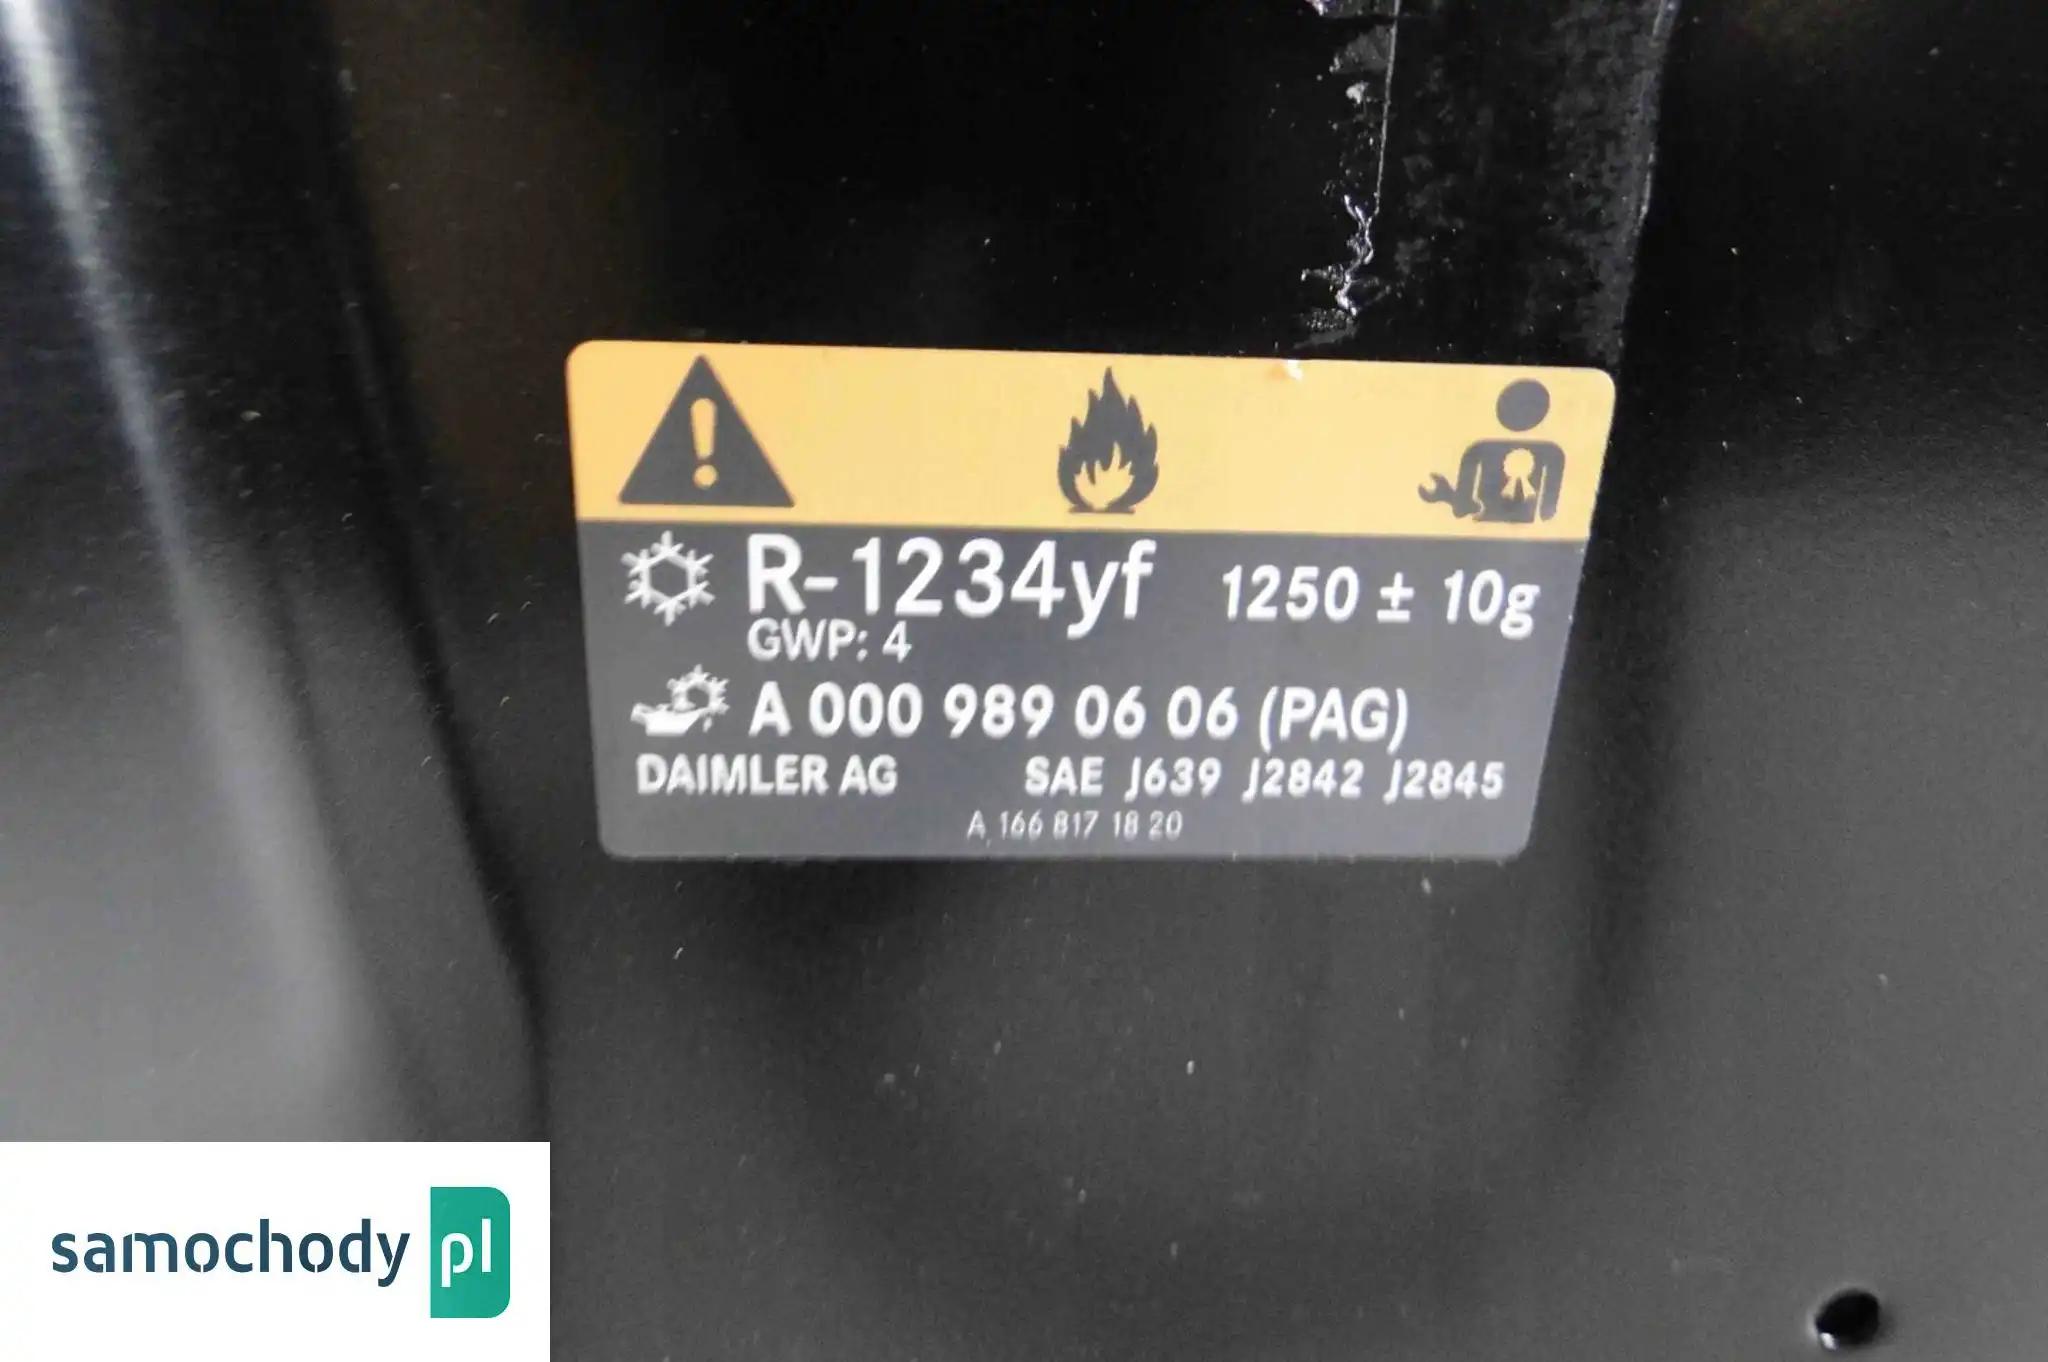 R-1234yf 1250 ± 10g
GWP: 4
A 000 989 06 06 (PAG)
DAIMLER AG SAE J639 J2842 J2845
A 166 817 18 20
samochody pl